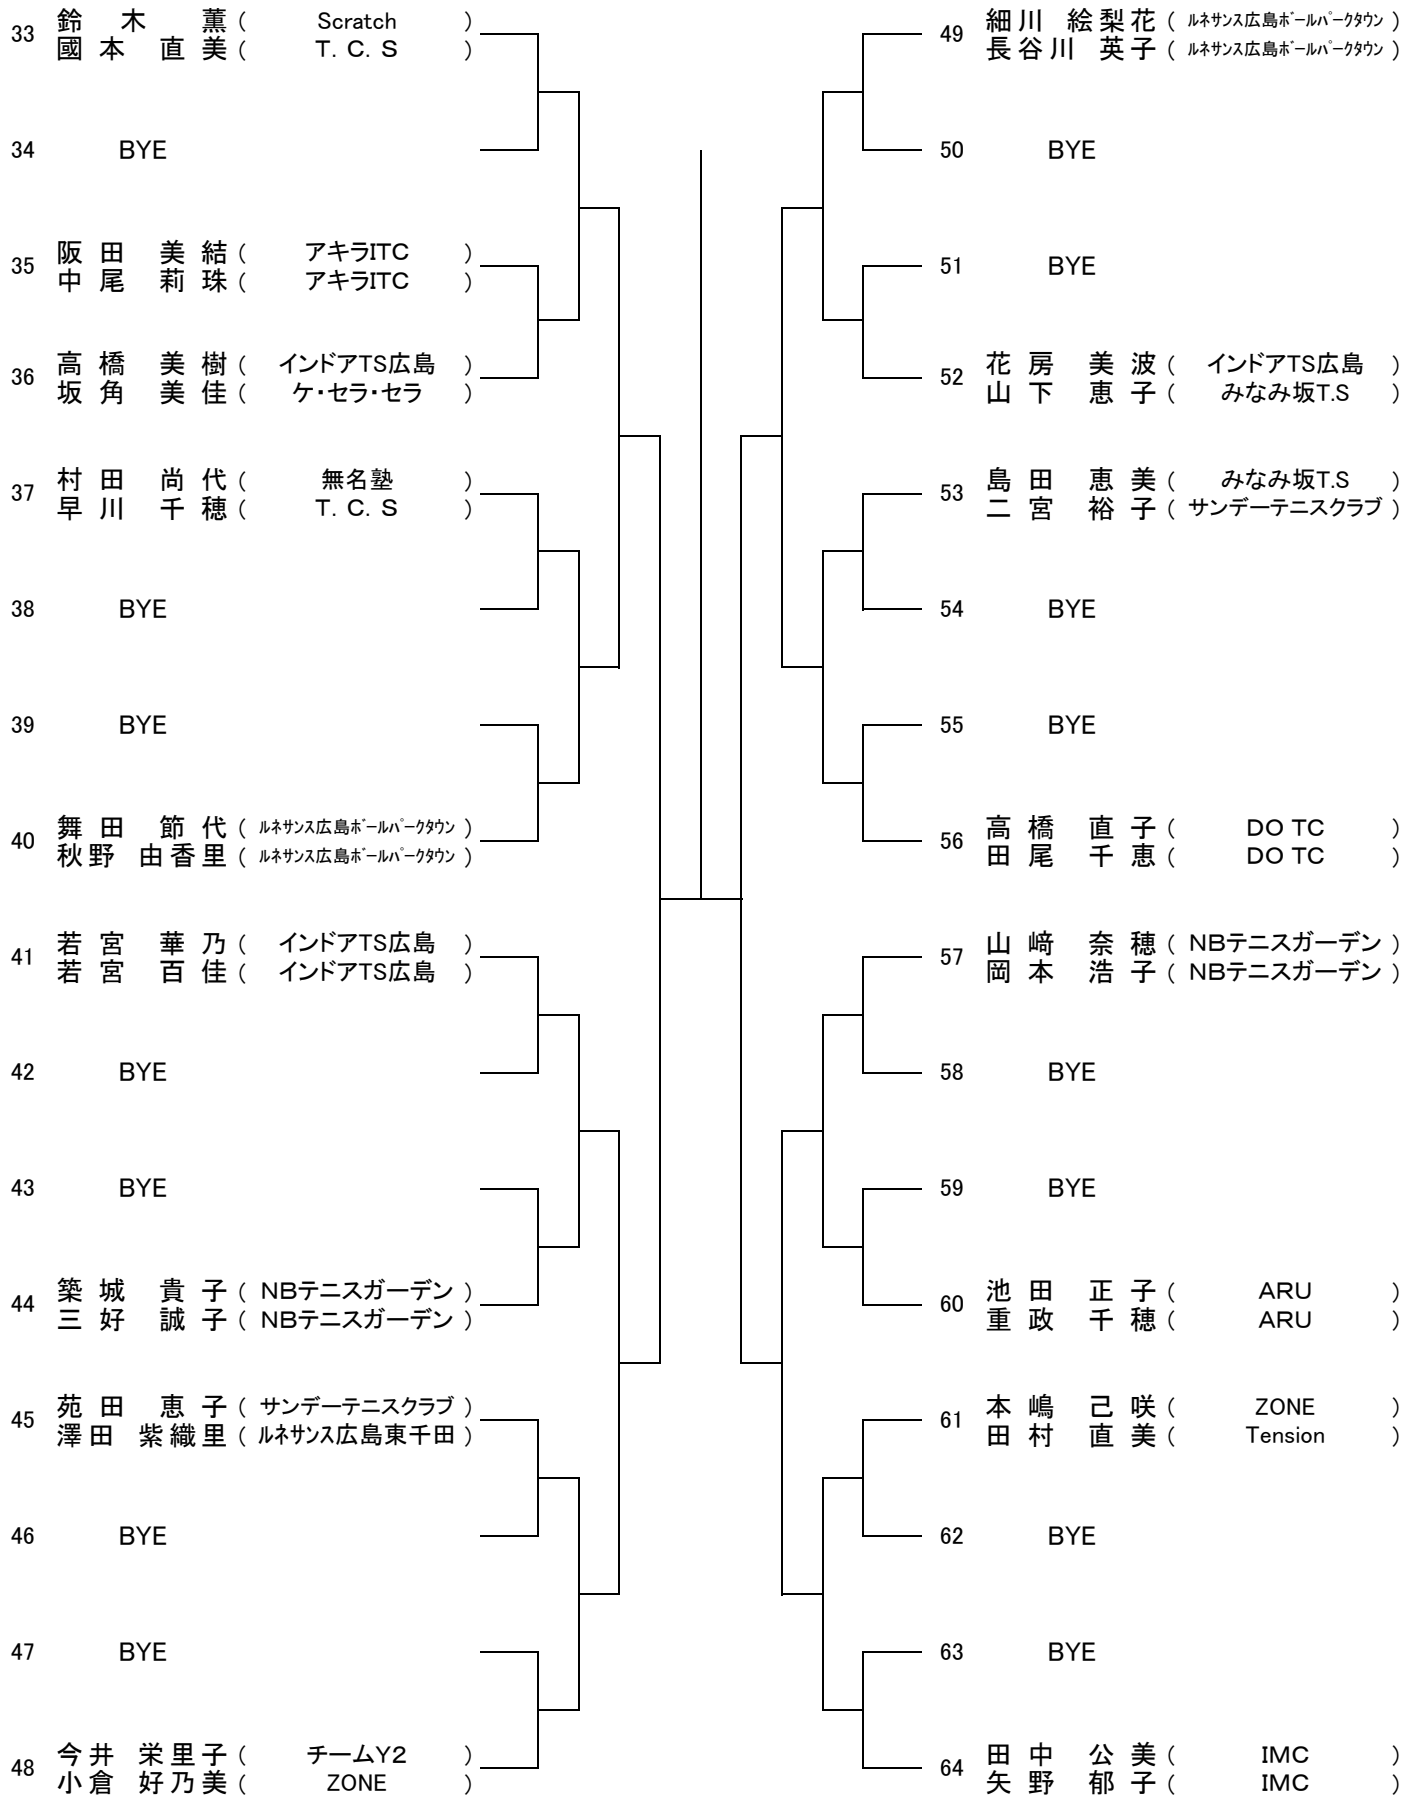 33 鈴木 薫 ( Scratch )
國本 直美 ( T. C. S )
34 BYE
35 阪田 美結 ( アキラITC )
中尾 莉珠 ( アキラITC )
36 高橋 美樹 ( インドアTS広島 )
坂角 美佳 ( ケ・セラ・セラ )
37 村田 尚代 ( 無名塾 )
早川 千穂 ( T. C. S )
38 BYE
39 BYE
40 舞田 節代 ( ルネサンス広島ボールパークタウン )
秋野 由香里 ( ルネサンス広島ボールパークタウン )
41 若宮 華乃 ( インドアTS広島 )
若宮 百佳 ( インドアTS広島 )
42 BYE
43 BYE
44 築城 貴子 ( NBテニスガーデン )
三好 誠子 ( NBテニスガーデン )
45 苑田 恵子 ( サンデーテニスクラブ )
澤田 紫織里 ( ルネサンス広島東千田 )
46 BYE
47 BYE
48 今井 栄里子 ( チームY2 )
小倉 好乃美 ( ZONE )
49 細川 絵梨花 ( ルネサンス広島ボールパークタウン )
長谷川 英子 ( ルネサンス広島ボールパークタウン )
50 BYE
51 BYE
52 花房 美波 ( インドアTS広島 )
山下 恵子 ( みなみ坂T.S )
53 島田 恵美 ( みなみ坂T.S )
二宮 裕子 ( サンデーテニスクラブ )
54 BYE
55 BYE
56 高橋 直子 ( DO TC )
田尾 千恵 ( DO TC )
57 山﨑 奈穂 ( NBテニスガーデン )
岡本 浩子 ( NBテニスガーデン )
58 BYE
59 BYE
60 池田 正子 ( ARU )
重政 千穂 ( ARU )
61 本嶋 己咲 ( ZONE )
田村 直美 ( Tension )
62 BYE
63 BYE
64 田中 公美 ( IMC )
矢野 郁子 ( IMC )